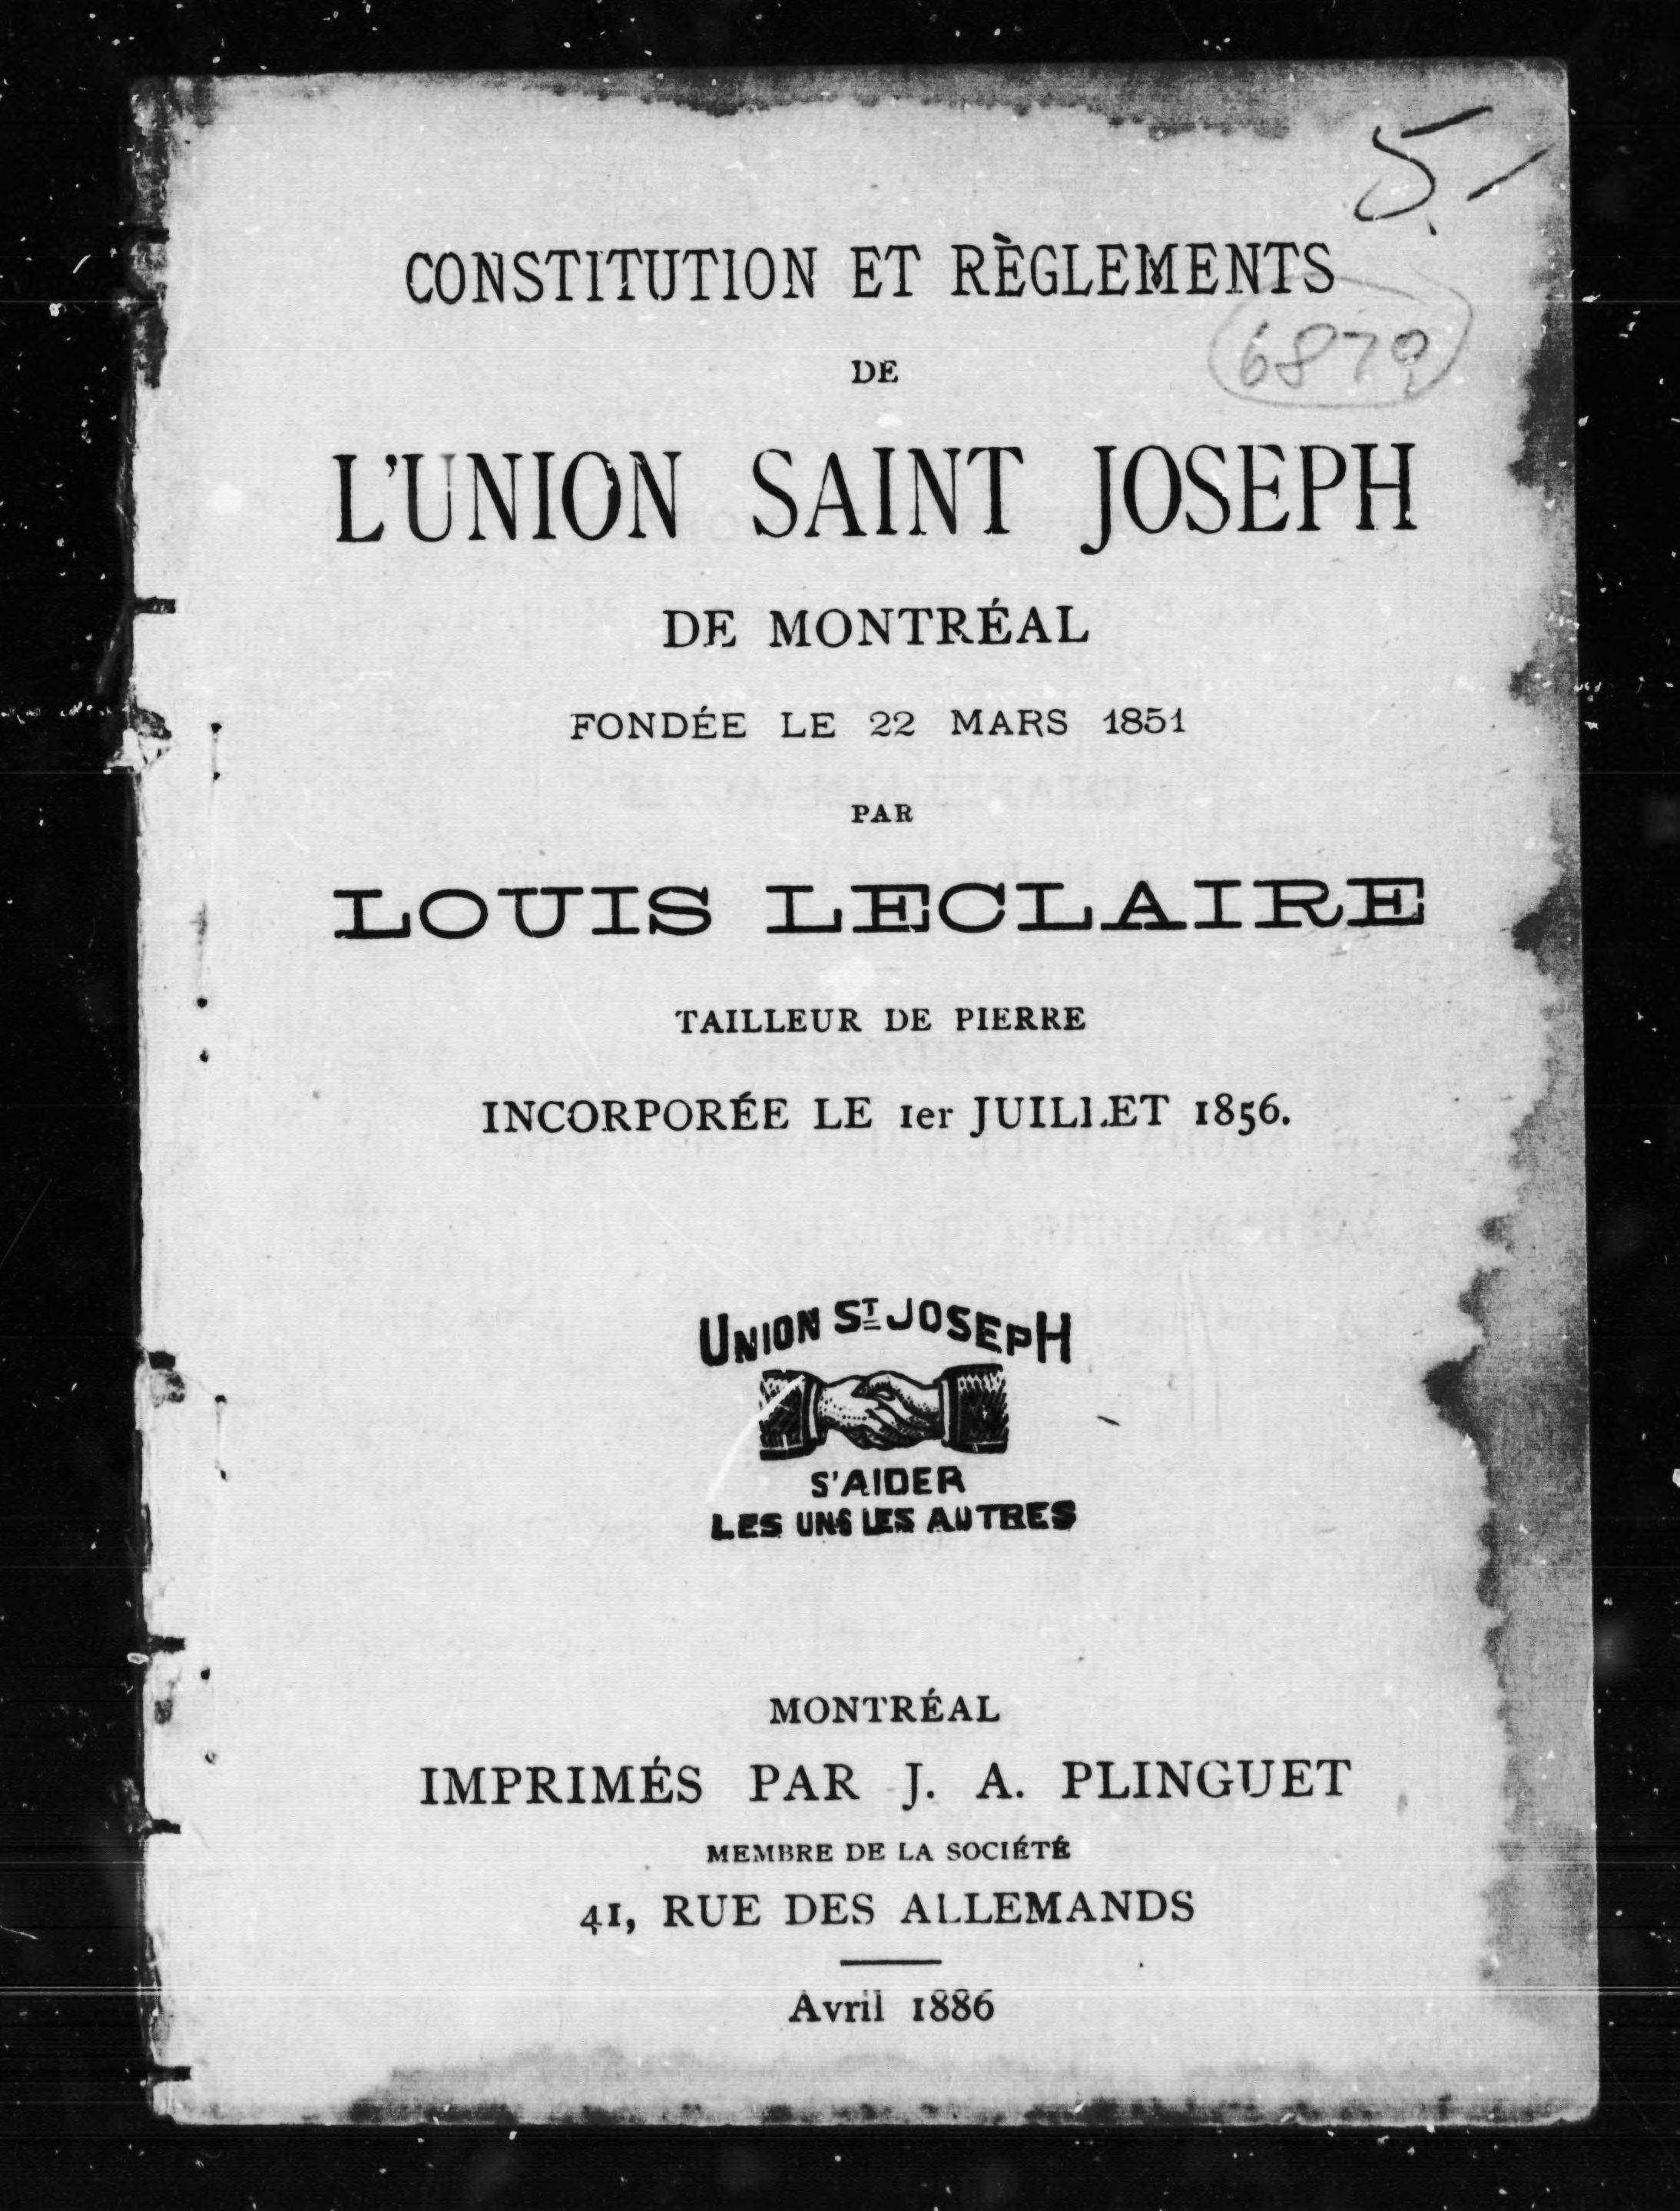 5-
CONSTITUTION ET RÈGLEMENTS
6879
DE
L'UNION SAINT JOSEPH
DE MONTRÉAL
FONDÉE LE 22 MARS 1851
PAR
LOUIS LECLAIRE
TAILLEUR DE PIERRE
INCORPORÉE LE 1er JUILLET 1856.
UNION ST JOSEPH
S'AIDER
LES UNS LES AUTRES
MONTRÉAL
IMPRIMÉS PAR J. A. PLINGUET
MEMBRE DE LA SOCIÉTÉ
41, RUE DES ALLEMANDS
Avril 1886